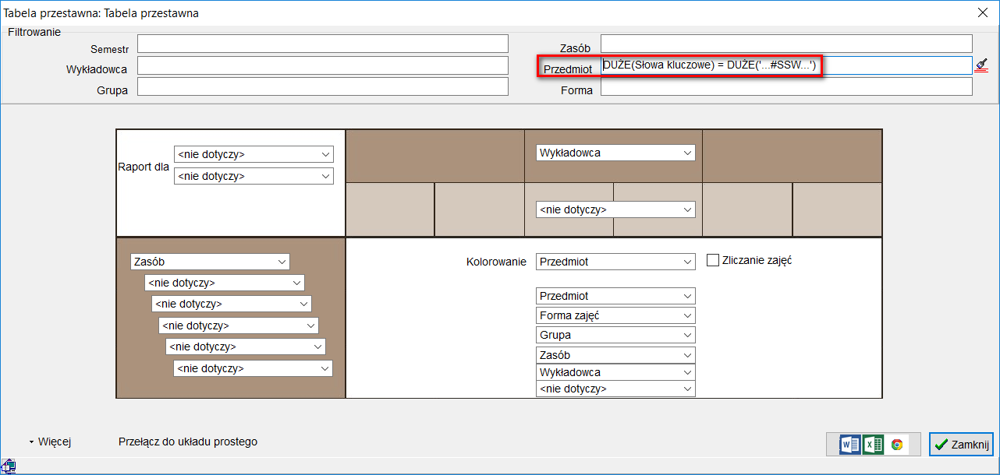 Tabela przestawna: Tabela przestawna
Filtrowanie
Semestr
Wykładowca
Grupa
Zasób
Przedmiot DUŻE(Słowa kluczowe) = DUŻE('...#SSW...')
Forma
Raport dla
<nie dotyczy>
<nie dotyczy>
Wykładowca
<nie dotyczy>
Zasób
<nie dotyczy>
<nie dotyczy>
<nie dotyczy>
<nie dotyczy>
<nie dotyczy>
Kolorowanie Przedmiot Zliczanie zajęć
Przedmiot
Forma zajęć
Grupa
Zasób
Wykładowca
<nie dotyczy>
Więcej Przełącz do układu prostego Zamknij